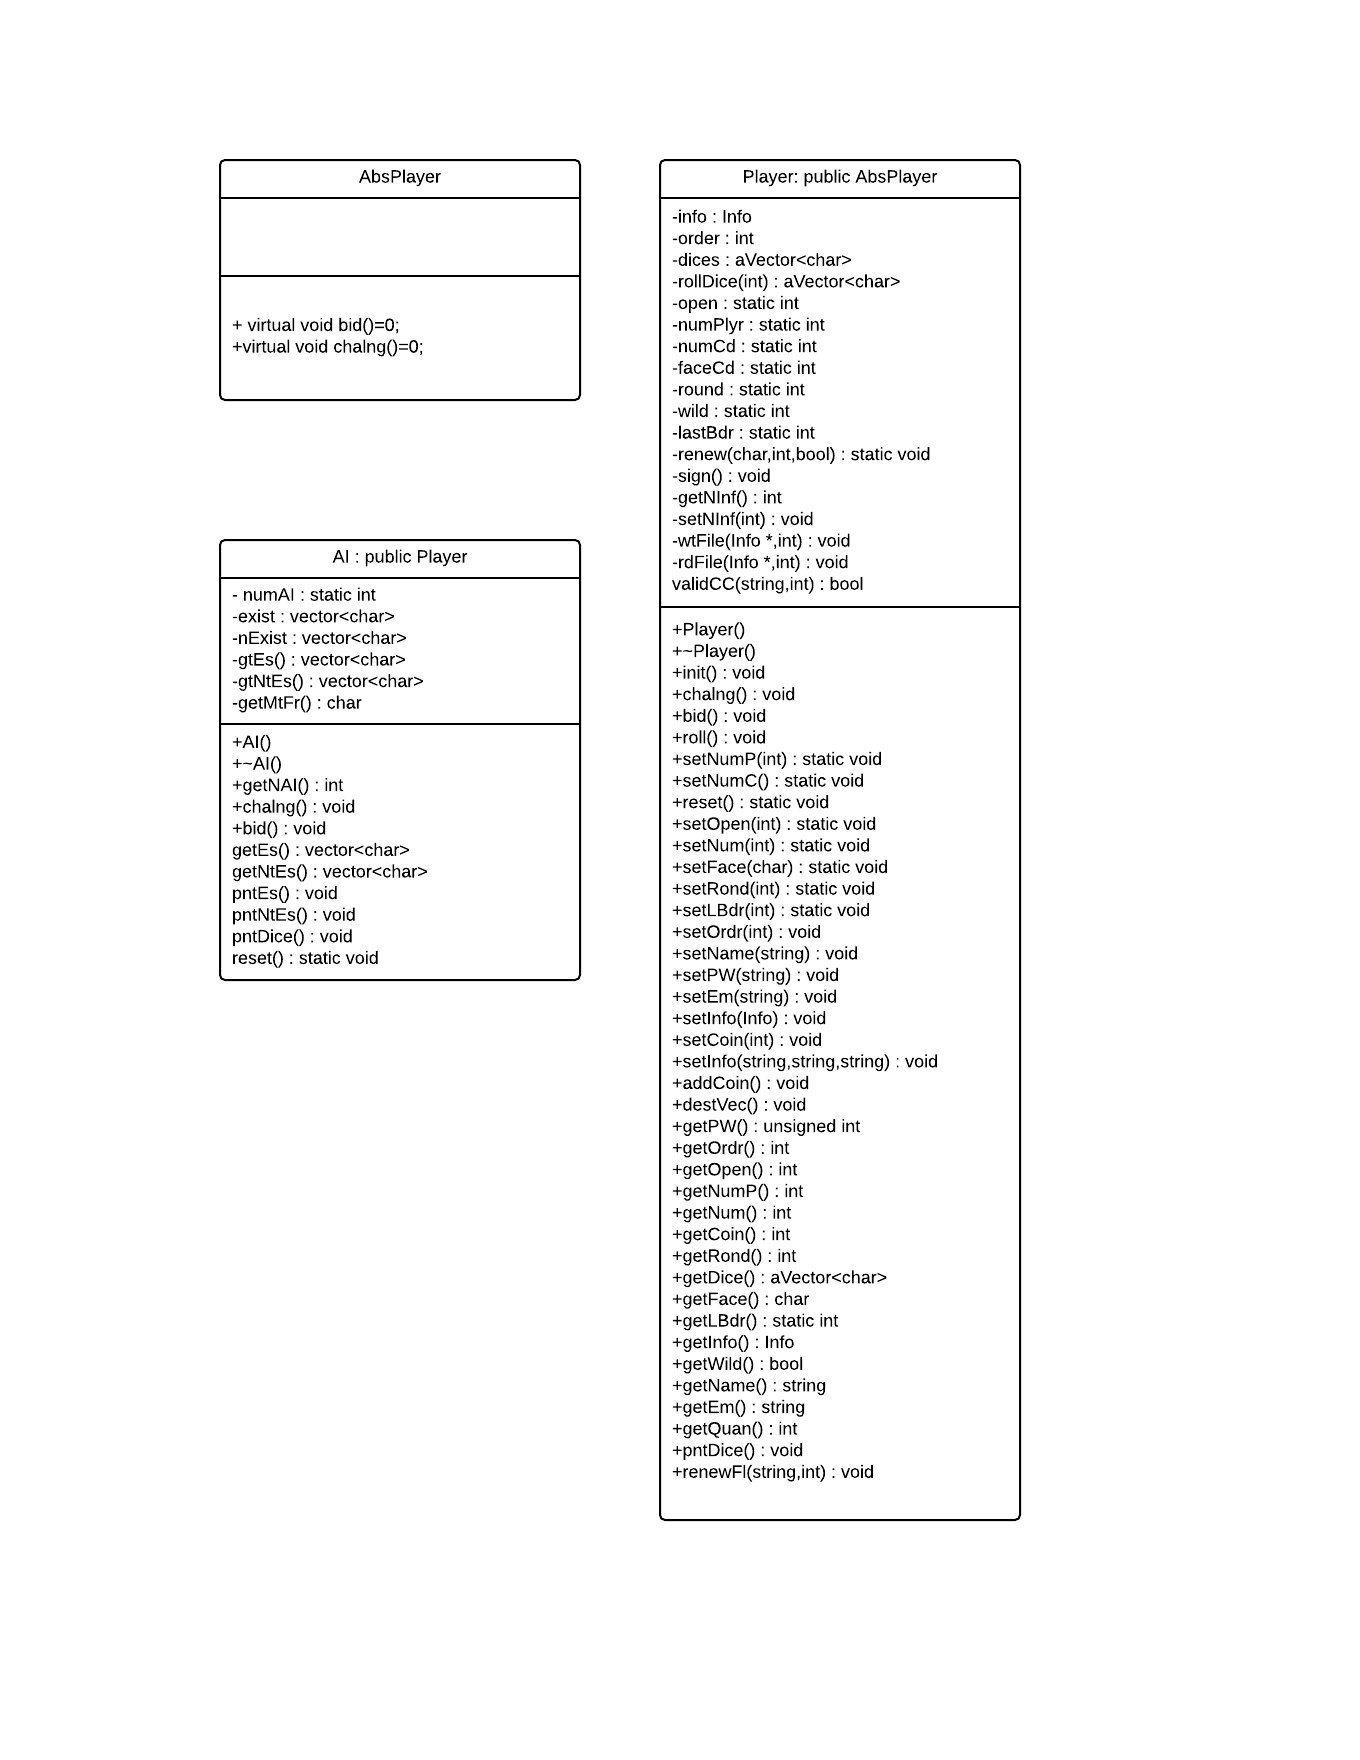 AbsPlayer
+ virtual void bid()=0;
+virtual void chalng()=0;
AI : public Player
- numAI : static int
-exist : vector<char>
-nExist : vector<char>
-gtEs() : vector<char>
-gtNtEs() : vector<char>
-getMtFr() : char
+AI()
+~AI()
+getNAI() : int
+chalng() : void
+bid() : void
getEs() : vector<char>
getNtEs() : vector<char>
pntEs() : void
pntNtEs() : void
pntDice() : void
reset() : static void
Player: public AbsPlayer
-info : Info
-order : int
-dices : aVector<char>
-rollDice(int) : aVector<char>
-open : static int
-numPlyr : static int
-numCd : static int
-faceCd : static int
-round : static int
-wild : static int
-lastBdr : static int
-renew(char,int,bool) : static void
-sign() : void
-getNInf() : int
-setNInf(int) : void
-wtFile(Info *,int) : void
-rdFile(Info *,int) : void
validCC(string,int) : bool
+Player()
+~Player()
+init() : void
+chalng() : void
+bid() : void
+roll() : void
+setNumP(int) : static void
+setNumC() : static void
+reset() : static void
+setOpen(int) : static void
+setNum(int) : static void
+setFace(char) : static void
+setRond(int) : static void
+setLBdr(int) : static void
+setOrdr(int) : void
+setName(string) : void
+setPW(string) : void
+setEm(string) : void
+setInfo(Info) : void
+setCoin(int) : void
+setInfo(string,string,string) : void
+addCoin() : void
+destVec() : void
+getPW() : unsigned int
+getOrdr() : int
+getOpen() : int
+getNumP() : int
+getNum() : int
+getCoin() : int
+getRond() : int
+getDice() : aVector<char>
+getFace() : char
+getLBdr() : static int
+getInfo() : Info
+getWild() : bool
+getName() : string
+getEm() : string
+getQuan() : int
+pntDice() : void
+renewFl(string,int) : void